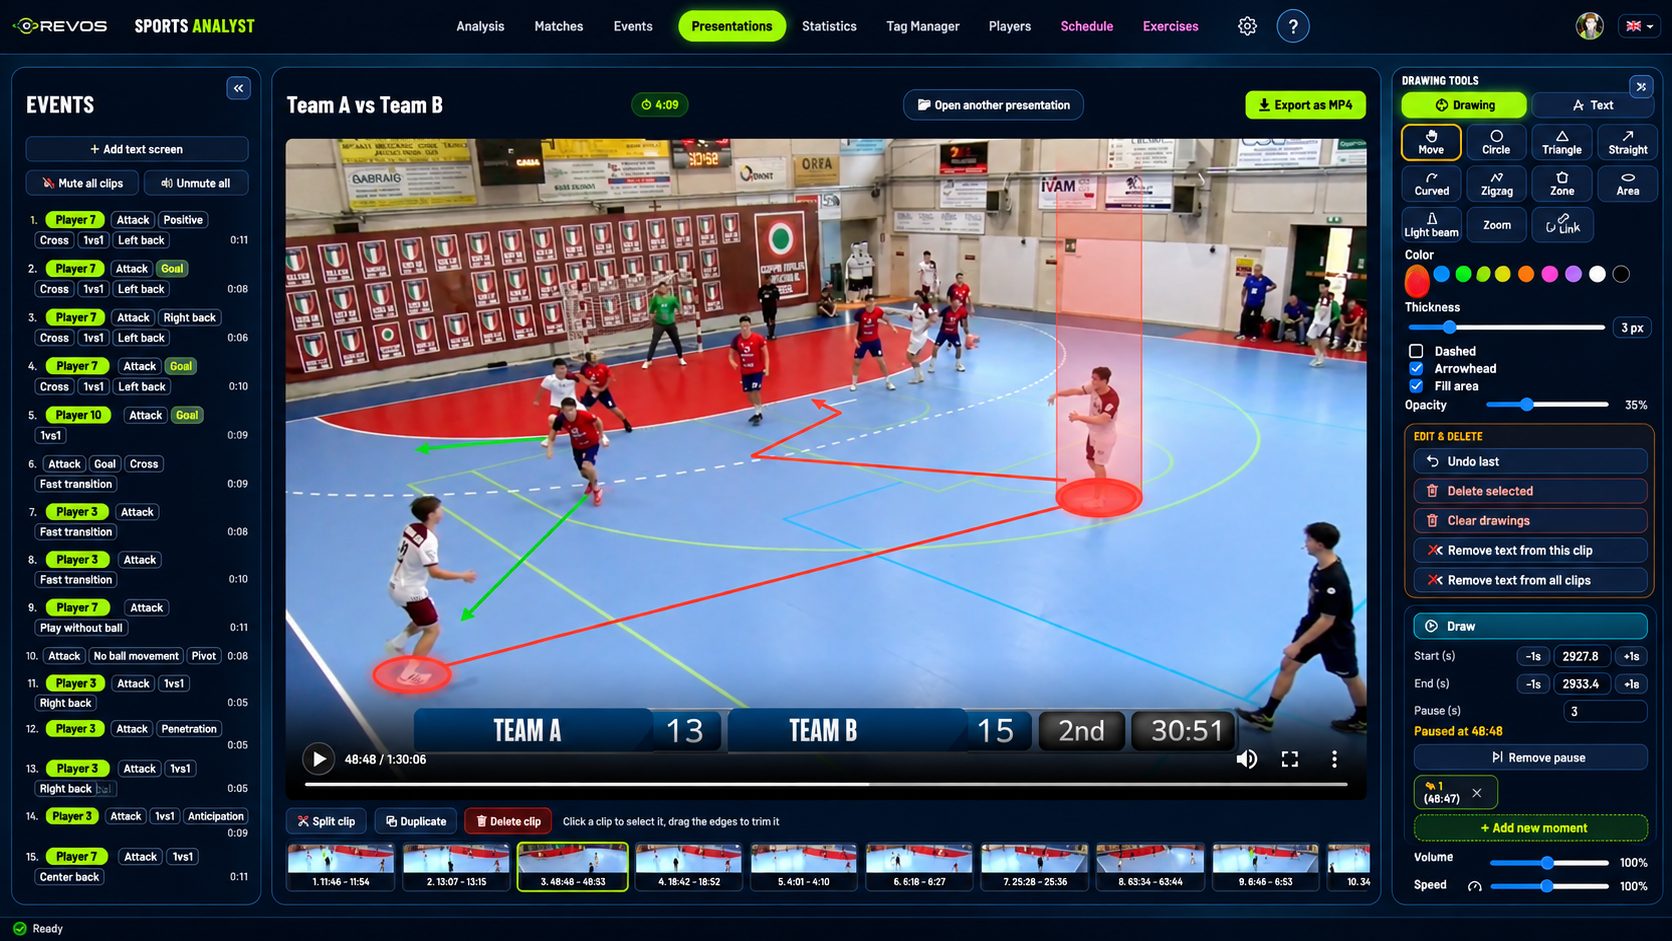 REVOS SPORTS ANALYST
Analysis Matches Events Presentations Statistics Tag Manager Players Schedule Exercises ?
EVENTS
+ Add text screen
Mute all clips Unmute all
1. Player 7 Attack Positive
Cross 1vs1 Left back 0:11
2. Player 7 Attack Goal
Cross 1vs1 Left back 0:08
3. Player 7 Attack Right back
Cross 1vs1 Left back 0:06
4. Player 7 Attack Goal
Cross 1vs1 Left back 0:10
5. Player 10 Attack Goal
1vs1 0:09
6. Attack Goal Cross
Fast transition 0:09
7. Player 3 Attack
Fast transition 0:08
8. Player 3 Attack
Fast transition 0:10
9. Player 7 Attack
Play without ball 0:11
10. Attack No ball movement Pivot 0:08
11. Player 3 Attack 1vs1
Right back 0:05
12. Player 3 Attack Penetration
0:05
13. Player 3 Attack 1vs1
Right back 0:05
14. Player 3 Attack 1vs1 Anticipation
0:09
15. Player 7 Attack 1vs1
Center back 0:11
Team A vs Team B 4:09 Open another presentation Export as MP4
GABRAIG
ORFA
IVAM
TEAM A 13 TEAM B 15 2nd 30:51
48:48 / 1:30:06
Split clip Duplicate Delete clip Click a clip to select it, drag the edges to trim it
1. 11:46 - 11:54 2. 13:07 - 13:15 3. 48:48 - 48:53 4. 18:42 - 18:52 5. 4:01 - 4:10 6. 6:18 - 6:27 7. 25:28 - 25:36 8. 63:34 - 63:44 9. 6:46 - 6:53 10. 34
DRAWING TOOLS
Drawing Text
Move Circle Triangle Straight
Curved Zigzag Zone Area
Light beam Zoom Link
Color
Thickness
3 px
Dashed
Arrowhead
Fill area
Opacity 35%
EDIT & DELETE
Undo last
Delete selected
Clear drawings
Remove text from this clip
Remove text from all clips
Draw
Start (s) -1s 2927.8 +1s
End (s) -1s 2933.4 +1s
Pause (s) 3
Paused at 48:48
Remove pause
1
(48:47)
+ Add new moment
Volume 100%
Speed 100%
Ready